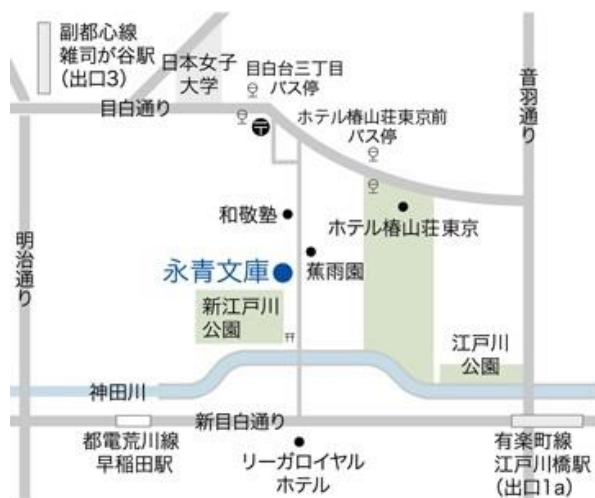 副都心線
雑司が谷駅
(出口3)
日本女子
大学
目白台三丁目
バス停
目白通り
〒
ホテル椿山荘東京前
バス停
音羽通り
和敬塾
ホテル椿山荘東京
明治通り
永青文庫
蕉雨園
新江戸川
公園
江戸川
公園
神田川
新目白通り
都電荒川線
早稲田駅
リーガロイヤル
ホテル
有楽町線
江戸川橋駅
(出口1a)